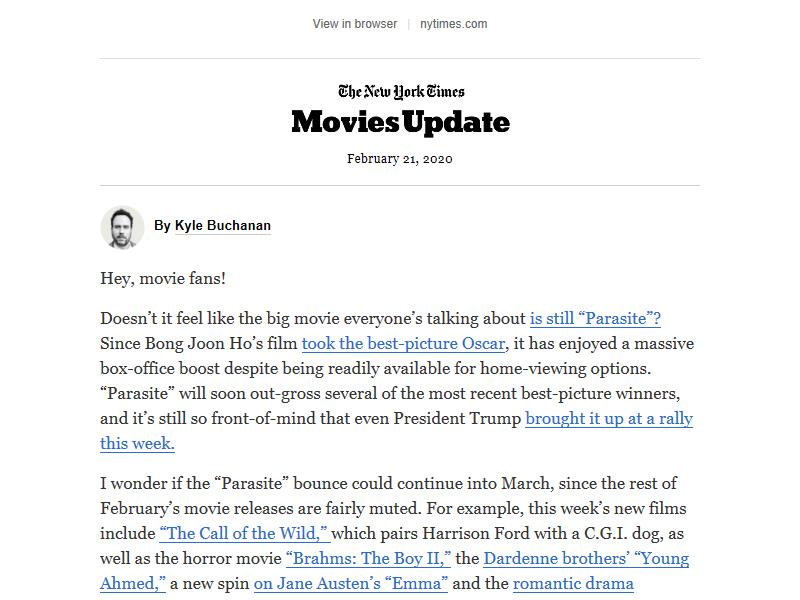 View in browser | nytimes.com
The New York Times
Movies Update
February 21, 2020
By Kyle Buchanan
Hey, movie fans!
Doesn’t it feel like the big movie everyone’s talking about is still “Parasite”?
Since Bong Joon Ho’s film took the best-picture Oscar, it has enjoyed a massive
box-office boost despite being readily available for home-viewing options.
“Parasite” will soon out-gross several of the most recent best-picture winners,
and it’s still so front-of-mind that even President Trump brought it up at a rally
this week.
I wonder if the “Parasite” bounce could continue into March, since the rest of
February’s movie releases are fairly muted. For example, this week’s new films
include “The Call of the Wild,” which pairs Harrison Ford with a C.G.I. dog, as
well as the horror movie “Brahms: The Boy II,” the Dardenne brothers’ “Young
Ahmed,” a new spin on Jane Austen’s “Emma” and the romantic drama